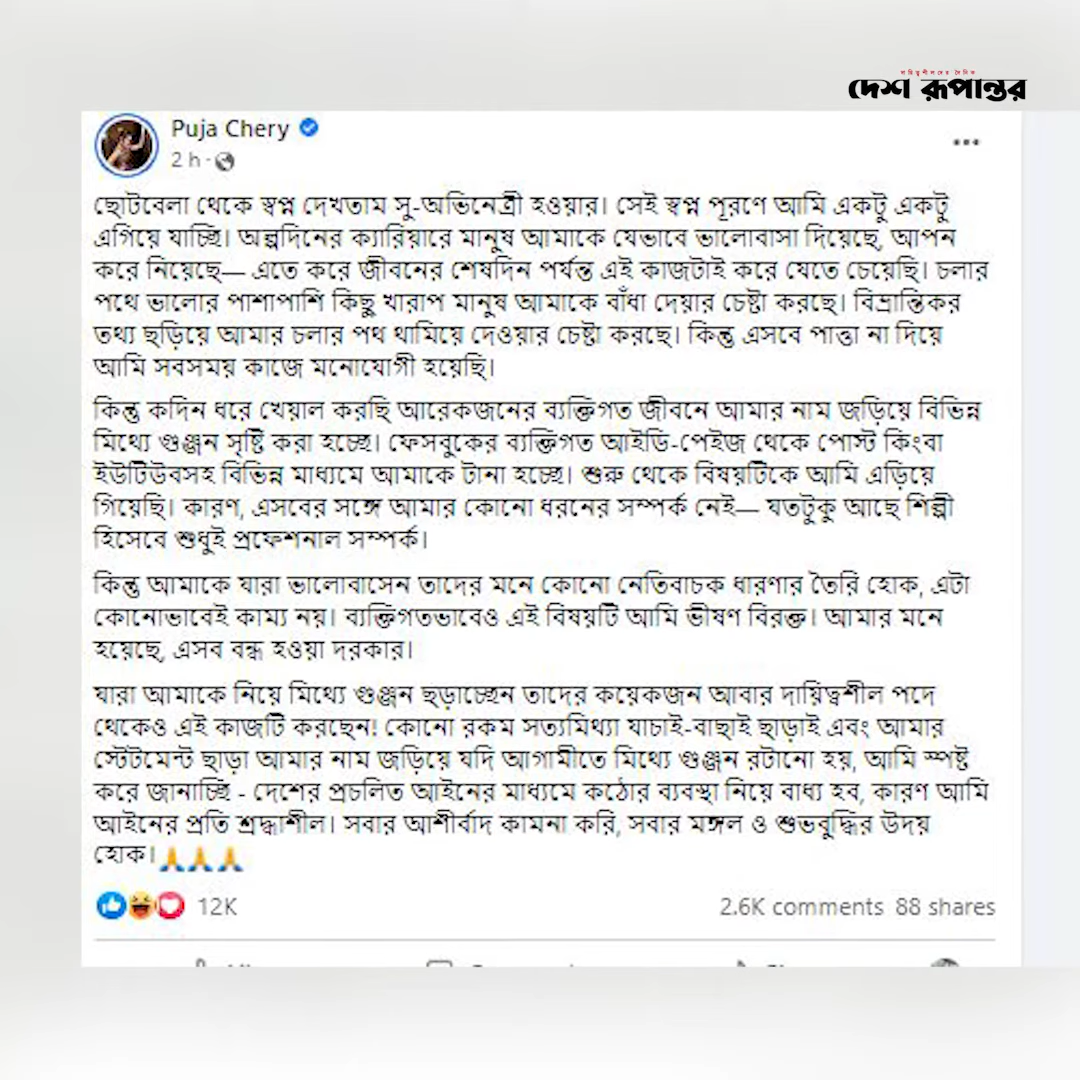 দায়িত্বশীলদের দৈনিক
দেশ রূপান্তর
Puja Chery
2 h ·
ছোটবেলা থেকে স্বপ্ন দেখতাম সু-অভিনেত্রী হওয়ার। সেই স্বপ্ন পূরণে আমি একটু একটু
এগিয়ে যাচ্ছি। অল্পদিনের ক্যারিয়ারে মানুষ আমাকে যেভাবে ভালোবাসা দিয়েছে, আপন
করে নিয়েছে— এতে করে জীবনের শেষদিন পর্যন্ত এই কাজটাই করে যেতে চেয়েছি। চলার
পথে ভালোর পাশাপাশি কিছু খারাপ মানুষ আমাকে বাঁধা দেয়ার চেষ্টা করছে। বিভ্রান্তিকর
তথ্য ছড়িয়ে আমার চলার পথ থামিয়ে দেওয়ার চেষ্টা করছে। কিন্তু এসবে পাত্তা না দিয়ে
আমি সবসময় কাজে মনোযোগী হয়েছি।
কিন্তু কদিন ধরে খেয়াল করছি আরেকজনের ব্যক্তিগত জীবনে আমার নাম জড়িয়ে বিভিন্ন
মিথ্যে গুঞ্জন সৃষ্টি করা হচ্ছে। ফেসবুকের ব্যক্তিগত আইডি-পেইজ থেকে পোস্ট কিংবা
ইউটিউবসহ বিভিন্ন মাধ্যমে আমাকে টানা হচ্ছে। শুরু থেকে বিষয়টিকে আমি এড়িয়ে
গিয়েছি। কারণ, এসবের সঙ্গে আমার কোনো ধরনের সম্পর্ক নেই— যতটুকু আছে শিল্পী
হিসেবে শুধুই প্রফেশনাল সম্পর্ক।
কিন্তু আমাকে যারা ভালোবাসেন তাদের মনে কোনো নেতিবাচক ধারণার তৈরি হোক, এটা
কোনোভাবেই কাম্য নয়। ব্যক্তিগতভাবেও এই বিষয়টি আমি ভীষণ বিরক্ত। আমার মনে
হয়েছে, এসব বন্ধ হওয়া দরকার।
যারা আমাকে নিয়ে মিথ্যে গুঞ্জন ছড়াচ্ছেন তাদের কয়েকজন আবার দায়িত্বশীল পদে
থেকেও এই কাজটি করছেন! কোনো রকম সত্যমিথ্যা যাচাই-বাছাই ছাড়াই এবং আমার
স্টেটমেন্ট ছাড়া আমার নাম জড়িয়ে যদি আগামীতে মিথ্যে গুঞ্জন রটানো হয়, আমি স্পষ্ট
করে জানাচ্ছি - দেশের প্রচলিত আইনের মাধ্যমে কঠোর ব্যবস্থা নিয়ে বাধ্য হব, কারণ আমি
আইনের প্রতি শ্রদ্ধাশীল। সবার আশীর্বাদ কামনা করি, সবার মঙ্গল ও শুভবুদ্ধির উদয়
হোক। 🙏🙏🙏
12K 2.6K comments 88 shares